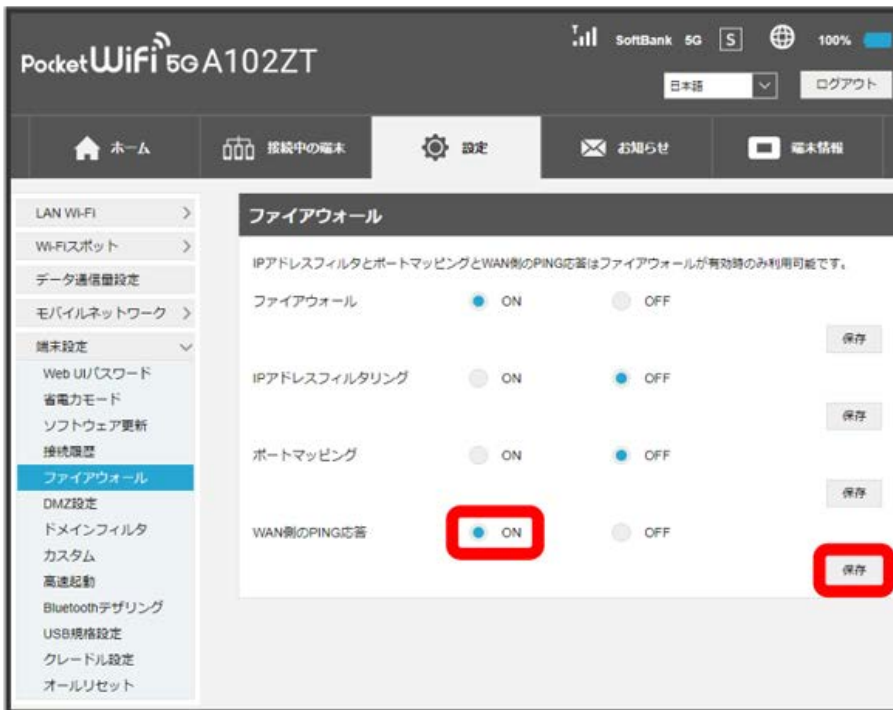 Pocket WiFi 5G A102ZT
SoftBank 5G S 100%
日本語 ログアウト
ホーム 接続中の端末 設定 お知らせ 端末情報
LAN Wi-Fi
Wi-Fiスポット
データ通信量設定
モバイルネットワーク
端末設定
Web UIパスワード
省電力モード
ソフトウェア更新
接続履歴
ファイアウォール
DMZ設定
ドメインフィルタ
カスタム
高速起動
Bluetoothテザリング
USB規格設定
クレードル設定
オールリセット
ファイアウォール
IPアドレスフィルタとポートマッピングとWAN側のPING応答はファイアウォールが有効時のみ利用可能です。
ファイアウォール ON OFF
保存
IPアドレスフィルタリング ON OFF
保存
ポートマッピング ON OFF
保存
WAN側のPING応答 ON OFF
保存